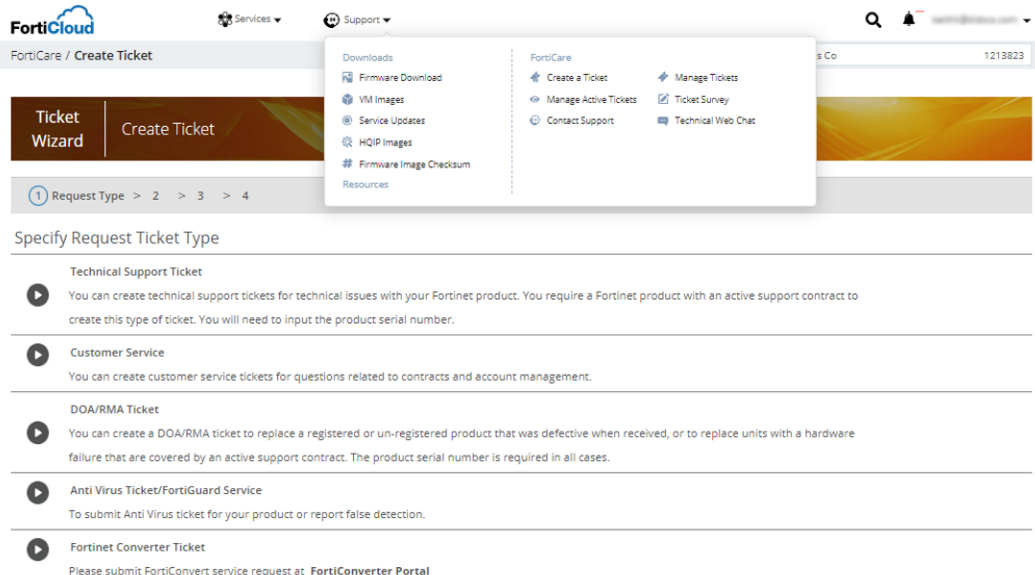 FortiCloud
Services
Support
FortiCare / Create Ticket
s Co
1213823
Downloads
Firmware Download
VM Images
Service Updates
HQIP Images
Firmware Image Checksum
Resources
FortiCare
Create a Ticket
Manage Tickets
Manage Active Tickets
Ticket Survey
Contact Support
Technical Web Chat
Ticket
Wizard
Create Ticket
1 Request Type > 2 > 3 > 4
Specify Request Ticket Type
Technical Support Ticket
You can create technical support tickets for technical issues with your Fortinet product. You require a Fortinet product with an active support contract to
create this type of ticket. You will need to input the product serial number.
Customer Service
You can create customer service tickets for questions related to contracts and account management.
DOA/RMA Ticket
You can create a DOA/RMA ticket to replace a registered or un-registered product that was defective when received, or to replace units with a hardware
failure that are covered by an active support contract. The product serial number is required in all cases.
Anti Virus Ticket/FortiGuard Service
To submit Anti Virus ticket for your product or report false detection.
Fortinet Converter Ticket
Please submit FortiConvert service request at FortiConverter Portal